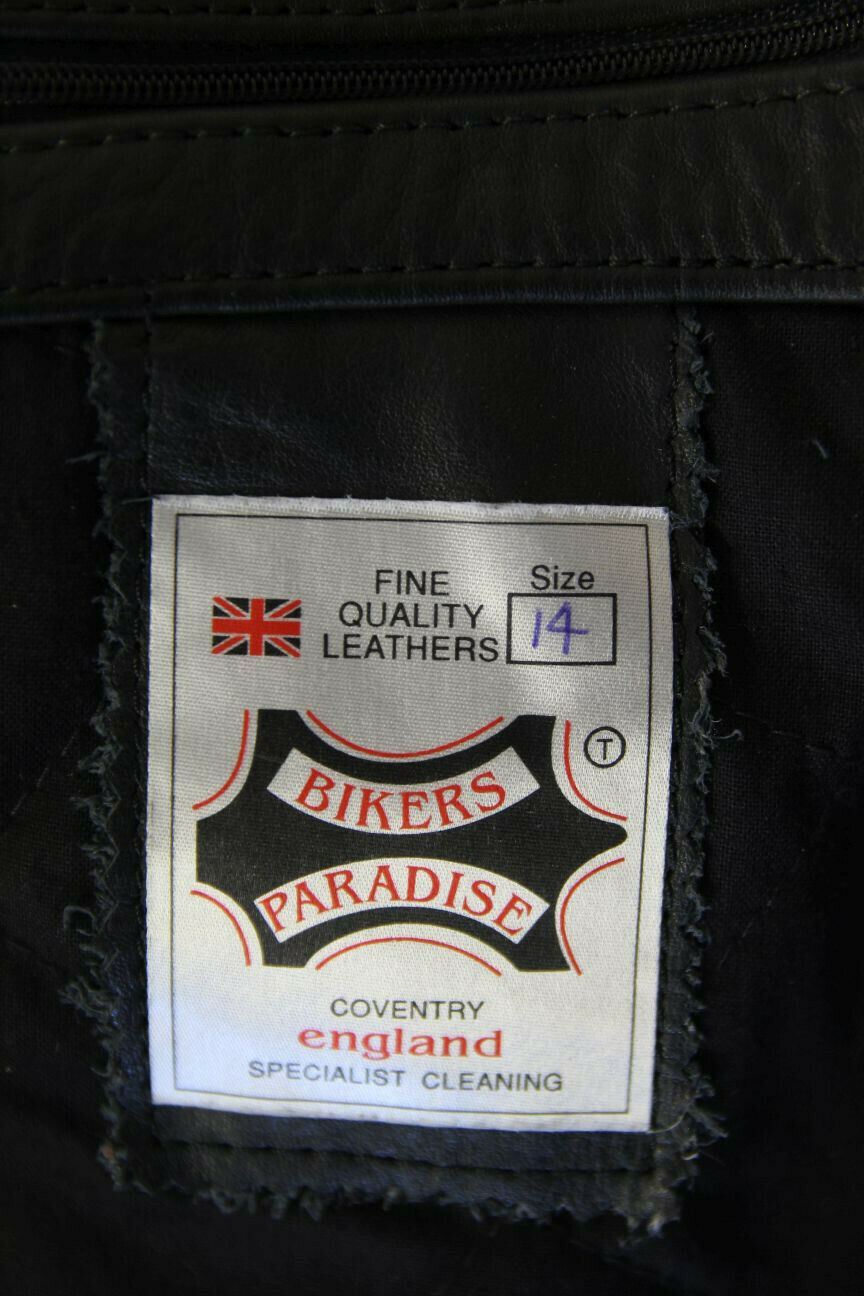 FINE
QUALITY
LEATHERS
Size
14
T
BIKERS
PARADISE
COVENTRY
england
SPECIALIST CLEANING